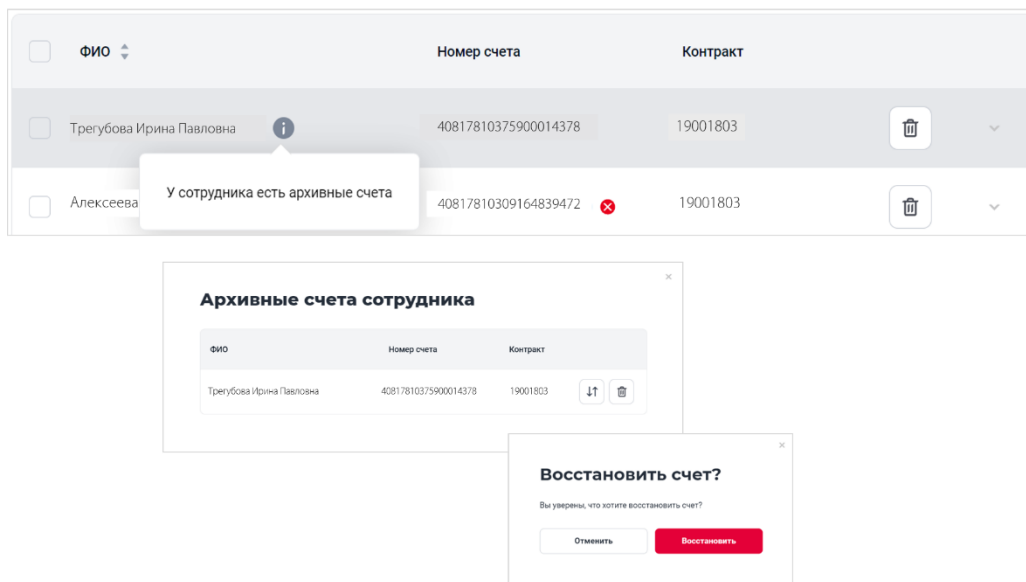 ФИО Номер счета Контракт
Трегубова Ирина Павловна 40817810375900014378 19001803
У сотрудника есть архивные счета
Алексеева 40817810309164839472 19001803
Архивные счета сотрудника
ФИО Номер счета Контракт
Трегубова Ирина Павловна 40817810375900014378 19001803
Восстановить счет?
Вы уверены, что хотите восстановить счет?
Отменить Восстановить